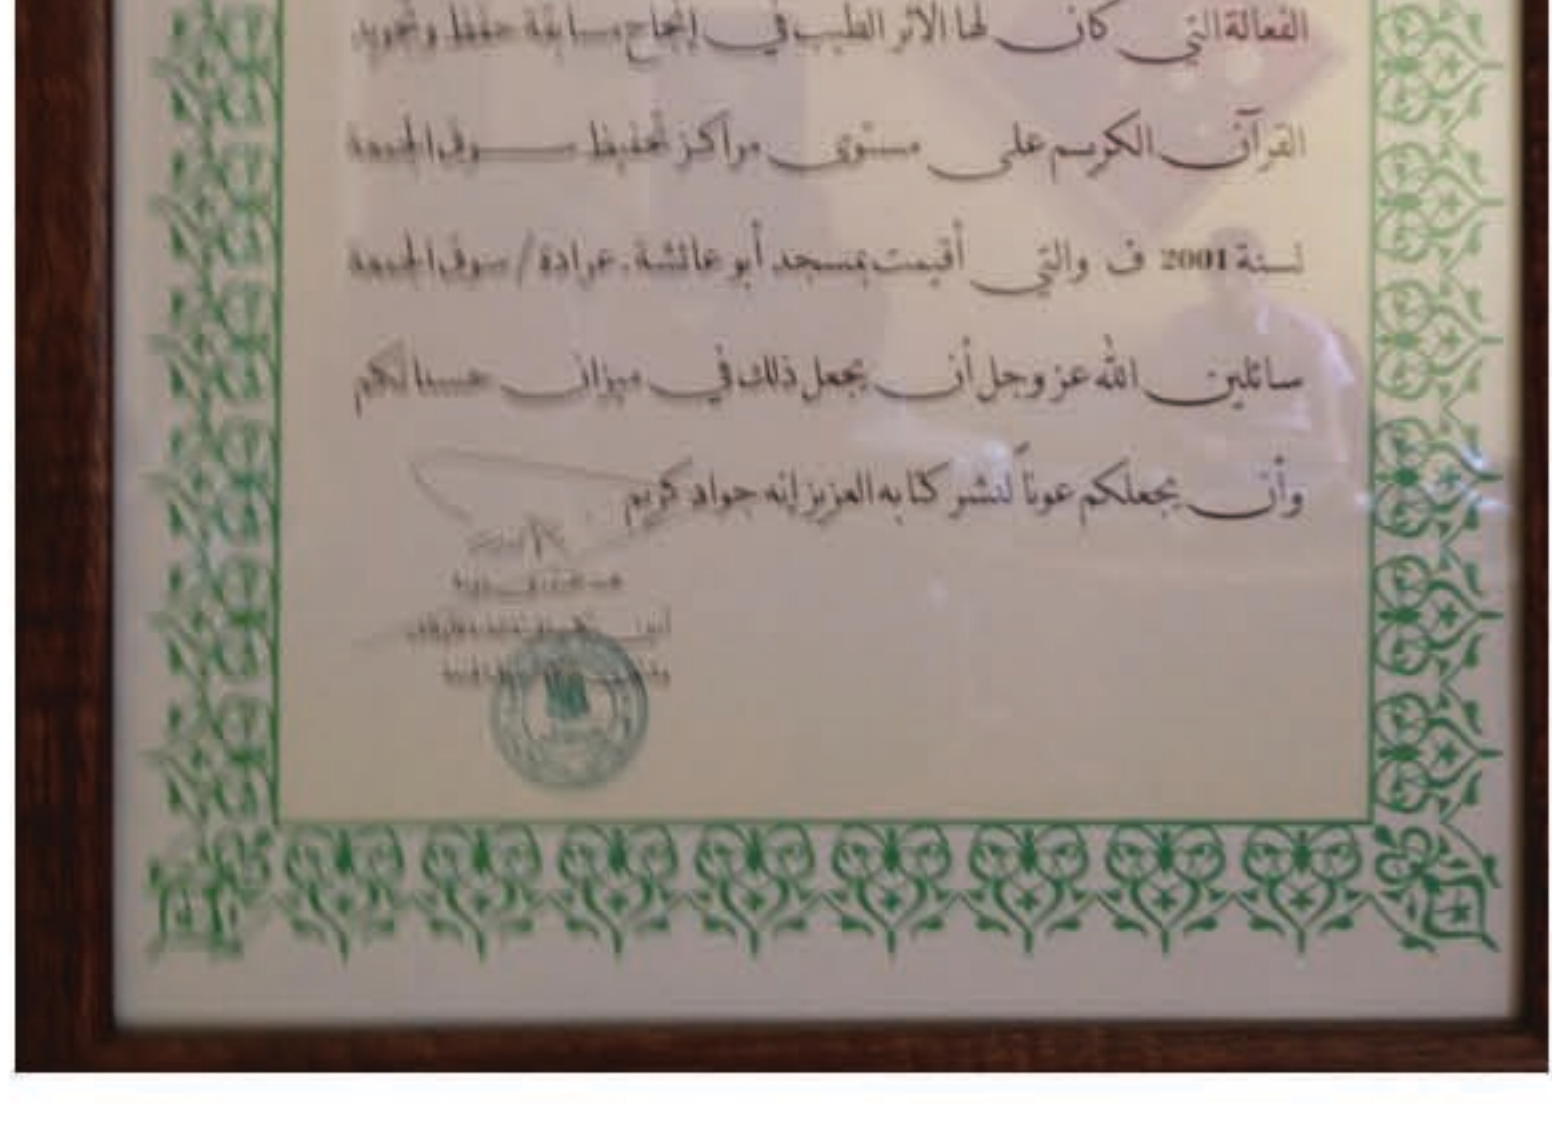 الفعالة التي كان لها الأثر الطيب في إنجاح مسابقة حفظ وتجويد
القرآن الكريم على مستوى مراكز تحفيظ سوق الجمعة
لسنة 2001 ف والتي أقيمت بمسجد أبو عائشة. عرادة / سوق الجمعة
سائلين الله عز وجل أن يجعل ذلك في ميزان حسناتكم
وأن يجعلكم عوناً لنشر كتابه العزيز إنه جواد كريم